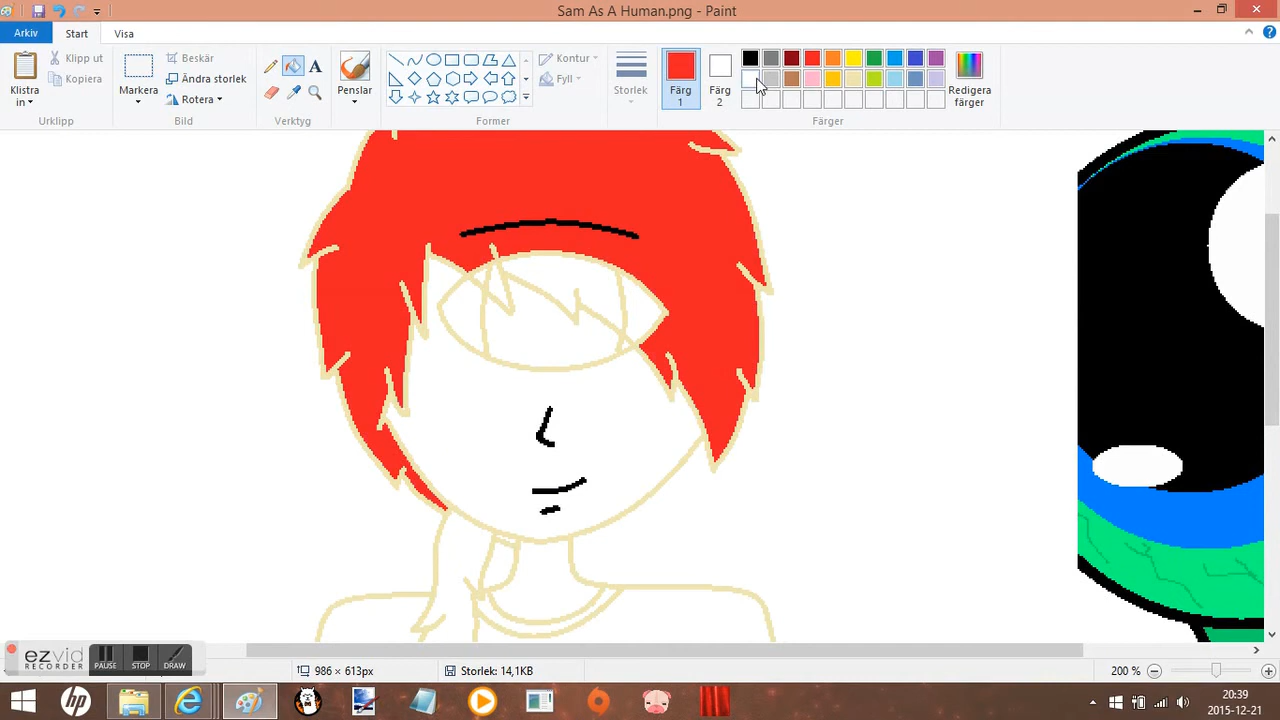 Sam As A Human.png - Paint
Arkiv
Start
Visa
Klistra in
Klipp ut
Kopiera
Urklipp
Markera
Beskär
Ändra storlek
Rotera
Bild
A
Verktyg
Penslar
Kontur
Fyll
Former
Storlek
Färg 1
Färg 2
Redigera färger
Färger
ezvid
RECORDER
PAUSE
STOP
DRAW
986 × 613px
Storlek: 14,1KB
200 %
hp
20:39
2015-12-21